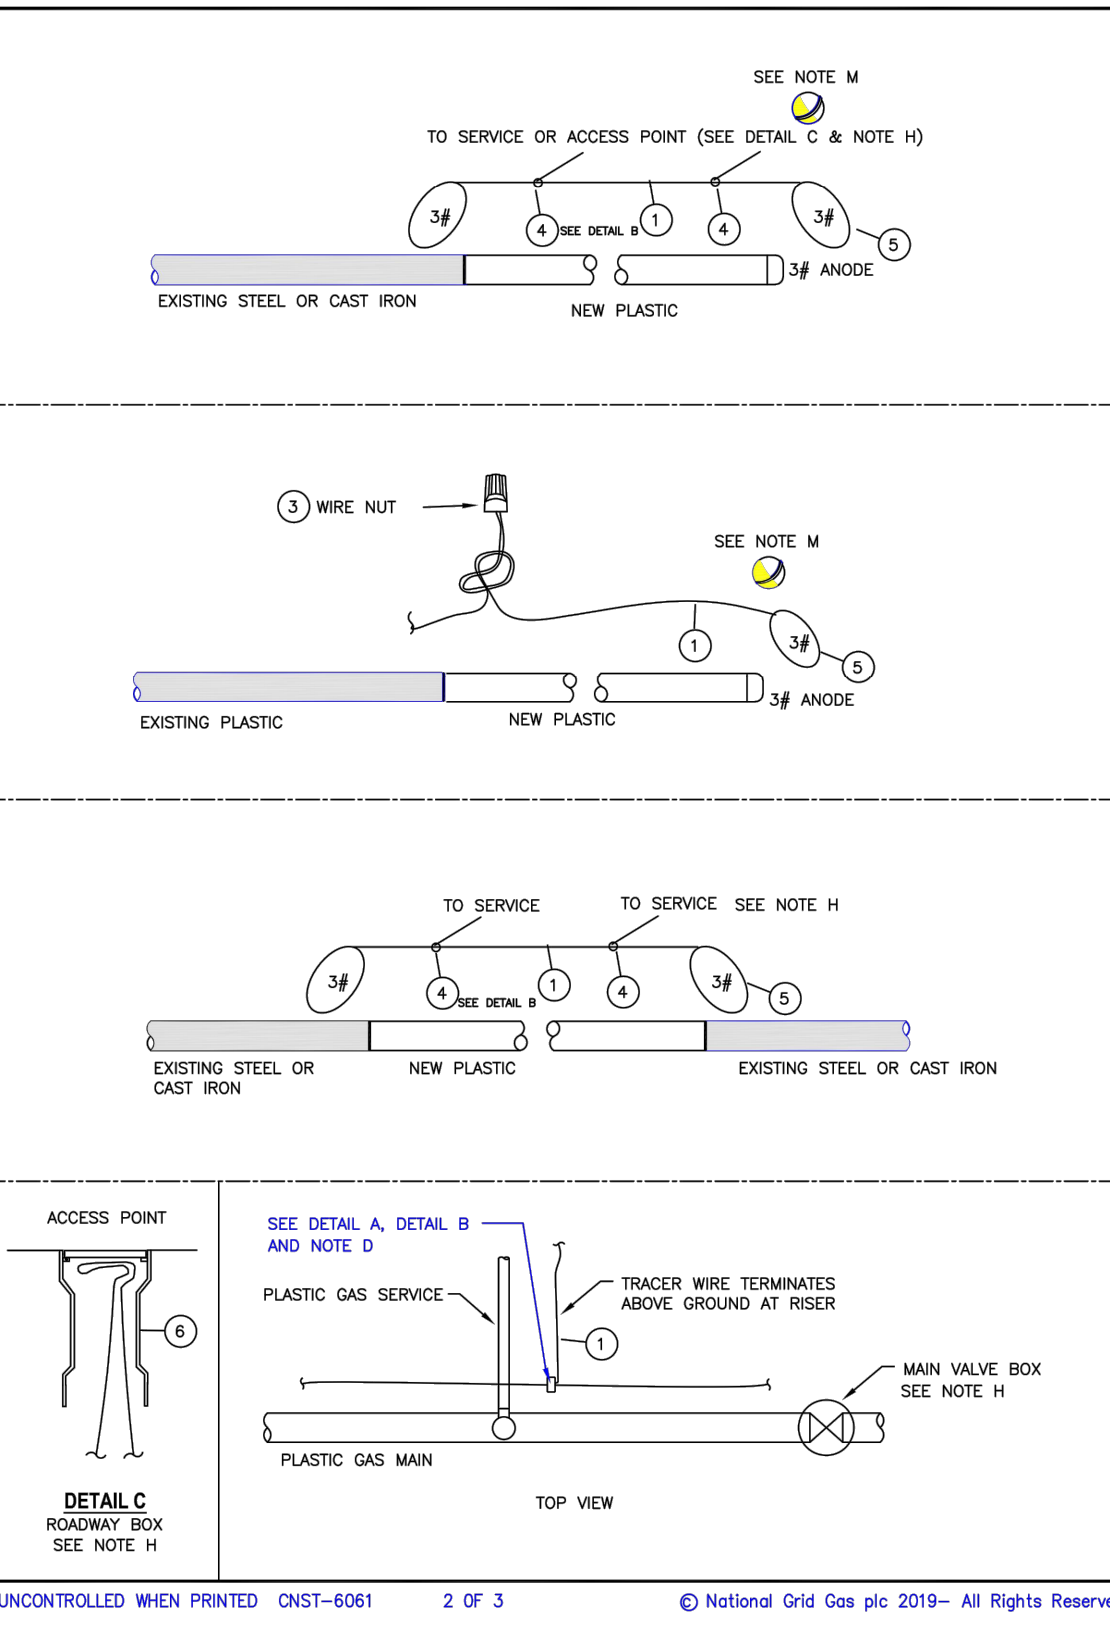 SEE NOTE M
TO SERVICE OR ACCESS POINT (SEE DETAIL C & NOTE H)
3#
3#
4
SEE DETAIL B
1
4
5
3# ANODE
EXISTING STEEL OR CAST IRON
NEW PLASTIC
3
WIRE NUT
SEE NOTE M
1
3#
5
3# ANODE
EXISTING PLASTIC
NEW PLASTIC
TO SERVICE
TO SERVICE SEE NOTE H
3#
3#
4
SEE DETAIL B
1
4
5
EXISTING STEEL OR
CAST IRON
NEW PLASTIC
EXISTING STEEL OR CAST IRON
ACCESS POINT
6
DETAIL C
ROADWAY BOX
SEE NOTE H
SEE DETAIL A, DETAIL B
AND NOTE D
PLASTIC GAS SERVICE
TRACER WIRE TERMINATES
ABOVE GROUND AT RISER
1
MAIN VALVE BOX
SEE NOTE H
PLASTIC GAS MAIN
TOP VIEW
UNCONTROLLED WHEN PRINTED CNST-6061 2 OF 3 © National Grid Gas plc 2019- All Rights Reserve